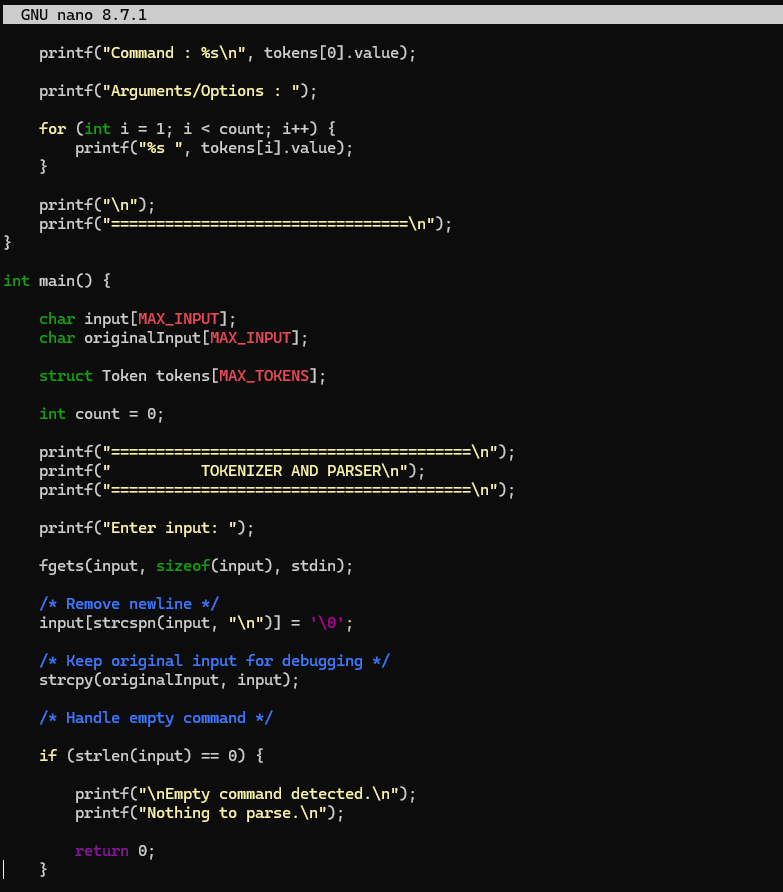 GNU nano 8.7.1
    printf("Command : %s\n", tokens[0].value);
    printf("Arguments/Options : ");
    for (int i = 1; i < count; i++) {
        printf("%s ", tokens[i].value);
    }
    printf("\n");
    printf("=================================\n");
}
int main() {
    char input[MAX_INPUT];
    char originalInput[MAX_INPUT];
    struct Token tokens[MAX_TOKENS];
    int count = 0;
    printf("========================================\n");
    printf("          TOKENIZER AND PARSER\n");
    printf("========================================\n");
    printf("Enter input: ");
    fgets(input, sizeof(input), stdin);
    /* Remove newline */
    input[strcspn(input, "\n")] = '\0';
    /* Keep original input for debugging */
    strcpy(originalInput, input);
    /* Handle empty command */
    if (strlen(input) == 0) {
        printf("\nEmpty command detected.\n");
        printf("Nothing to parse.\n");
        return 0;
    }